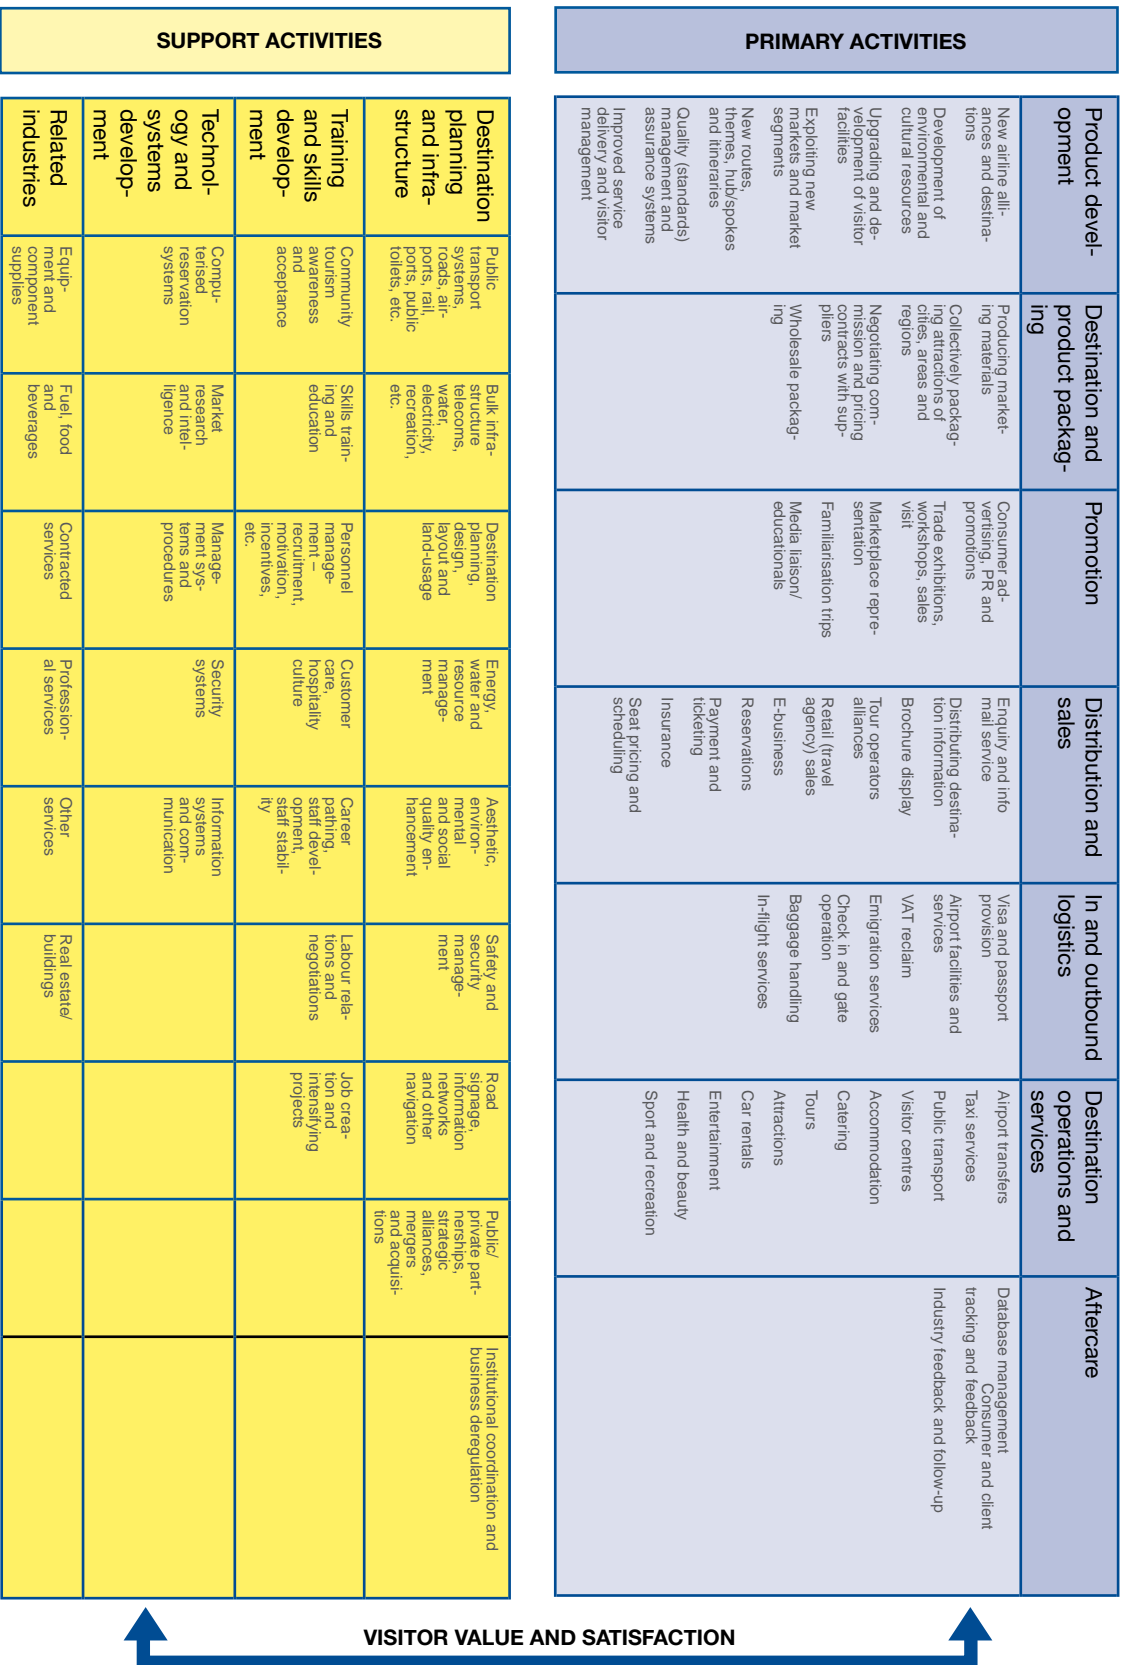 SUPPORT ACTIVITIES
PRIMARY ACTIVITIES
Product devel-
opment
New airline alli-
ances and destina-
tions
Development of
environmental and
cultural resources
Upgrading and de-
velopment of visitor
facilities
Exploiting new
markets and market
segments
New routes,
themes, hub/spokes
and itineraries
Quality (standards)
management and
assurance systems
Improved service
delivery and visitor
management
Destination and
product packag-
ing
Producing market-
ing materials
Collectively packag-
ing attractions of
cities, areas and
regions
Negotiating com-
mission and pricing
contracts with sup-
pliers
Wholesale packag-
ing
Promotion
Consumer ad-
vertising, PR and
promotions
Trade exhibitions,
workshops, sales
visit
Marketplace repre-
sentation
Familiarisation trips
Media liaison/
educationals
Distribution and
sales
Enquiry and info
mail service
Distributing destina-
tion information
Brochure display
Tour operators
alliances
Retail (travel
agency) sales
E-business
Reservations
Payment and
ticketing
Insurance
Seat pricing and
scheduling
In and outbound
logistics
Visa and passport
provision
Airport facilities and
services
VAT reclaim
Emigration services
Check in and gate
operation
Baggage handling
In-flight services
Destination
operations and
services
Airport transfers
Taxi services
Public transport
Visitor centres
Accommodation
Catering
Tours
Attractions
Car rentals
Entertainment
Health and beauty
Sport and recreation
Aftercare
Database management
Consumer and client
tracking and feedback
Industry feedback and follow-up
Destination
planning
and infra-
structure
Public
transport
systems,
roads, air-
ports, rail,
ports, public
toilets, etc.
Bulk infra-
structure
telecoms,
water,
electricity,
recreation,
etc.
Destination
planning,
design,
layout and
land-usage
Energy,
water and
resource
manage-
ment
Aesthetic,
environ-
mental
and social
quality en-
hancement
Safety and
security
manage-
ment
Road
signage,
information
networks
and other
navigation
Public/
private part-
nerships,
strategic
alliances,
mergers
and acquisi-
tions
Institutional coordination and
business deregulation
Training
and skills
develop-
ment
Community
tourism
awareness
and
acceptance
Skills train-
ing and
education
Personnel
manage-
ment –
recruitment,
motivation,
incentives,
etc.
Customer
care,
hospitality
culture
Career
pathing,
staff devel-
opment,
staff stabil-
ity
Labour rela-
tions and
negotiations
Job crea-
tion and
intensifying
projects
Technol-
ogy and
systems
develop-
ment
Compu-
terised
reservation
systems
Market
research
and intel-
ligence
Manage-
ment sys-
tems and
procedures
Security
systems
Information
systems
and com-
munication
Related
industries
Equip-
ment and
component
supplies
Fuel, food
and
beverages
Contracted
services
Profession-
al services
Other
services
Real estate/
buildings
VISITOR VALUE AND SATISFACTION